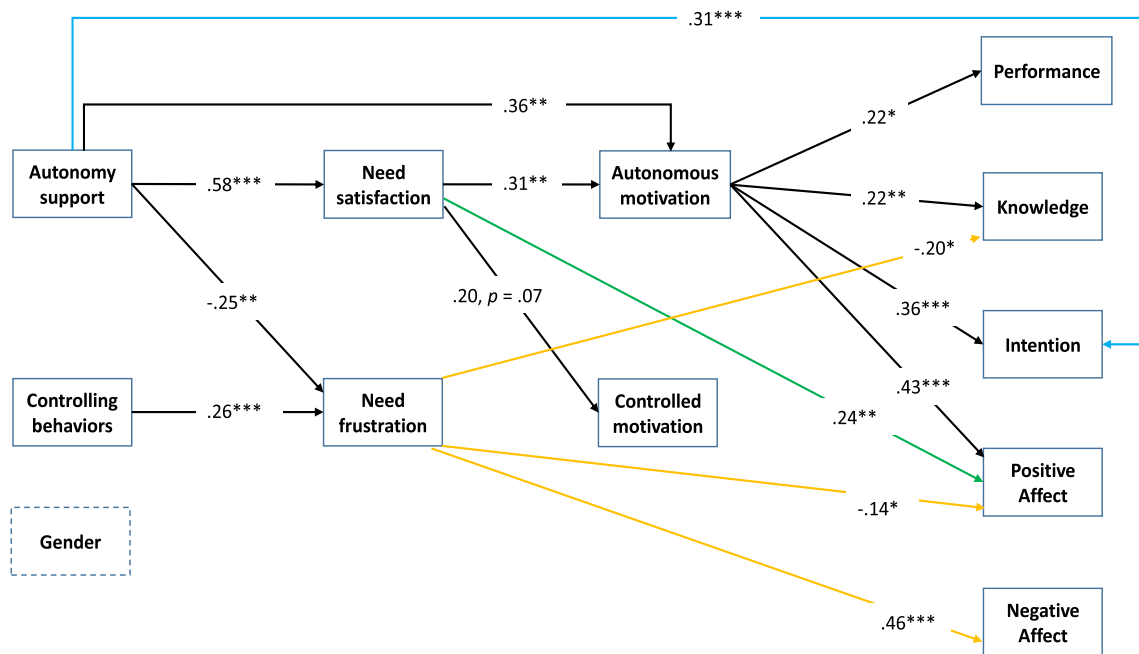 .31***
Performance
.36**
.22*
Autonomy
support
.58***
Need
satisfaction
.31**
Autonomous
motivation
.22**
Knowledge
-.20*
-.25**
.20, p = .07
.36***
Intention
Controlling
behaviors
.26***
Need
frustration
Controlled
motivation
.43***
.24**
Positive
Affect
-.14*
Gender
.46***
Negative
Affect